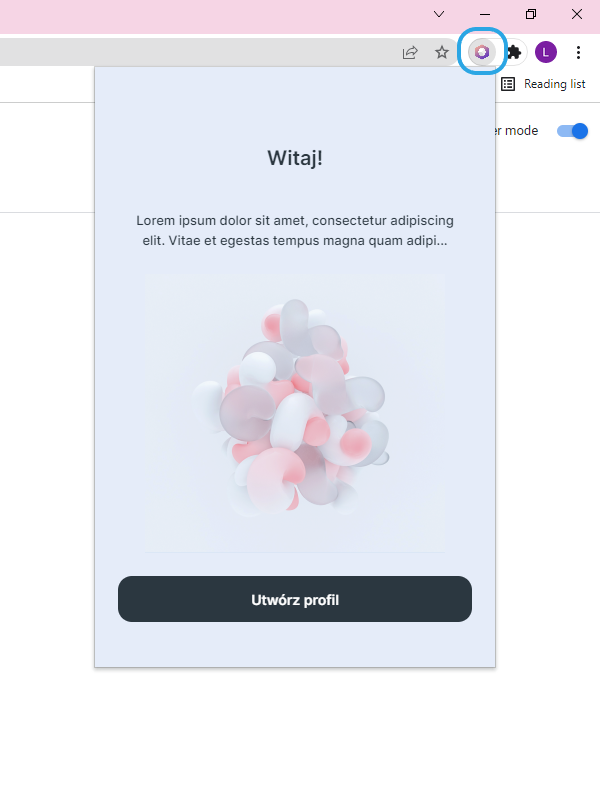 L
Reading list
er mode
Witaj!
Lorem ipsum dolor sit amet, consectetur adipiscing
elit. Vitae et egestas tempus magna quam adipi...
Utwórz profil